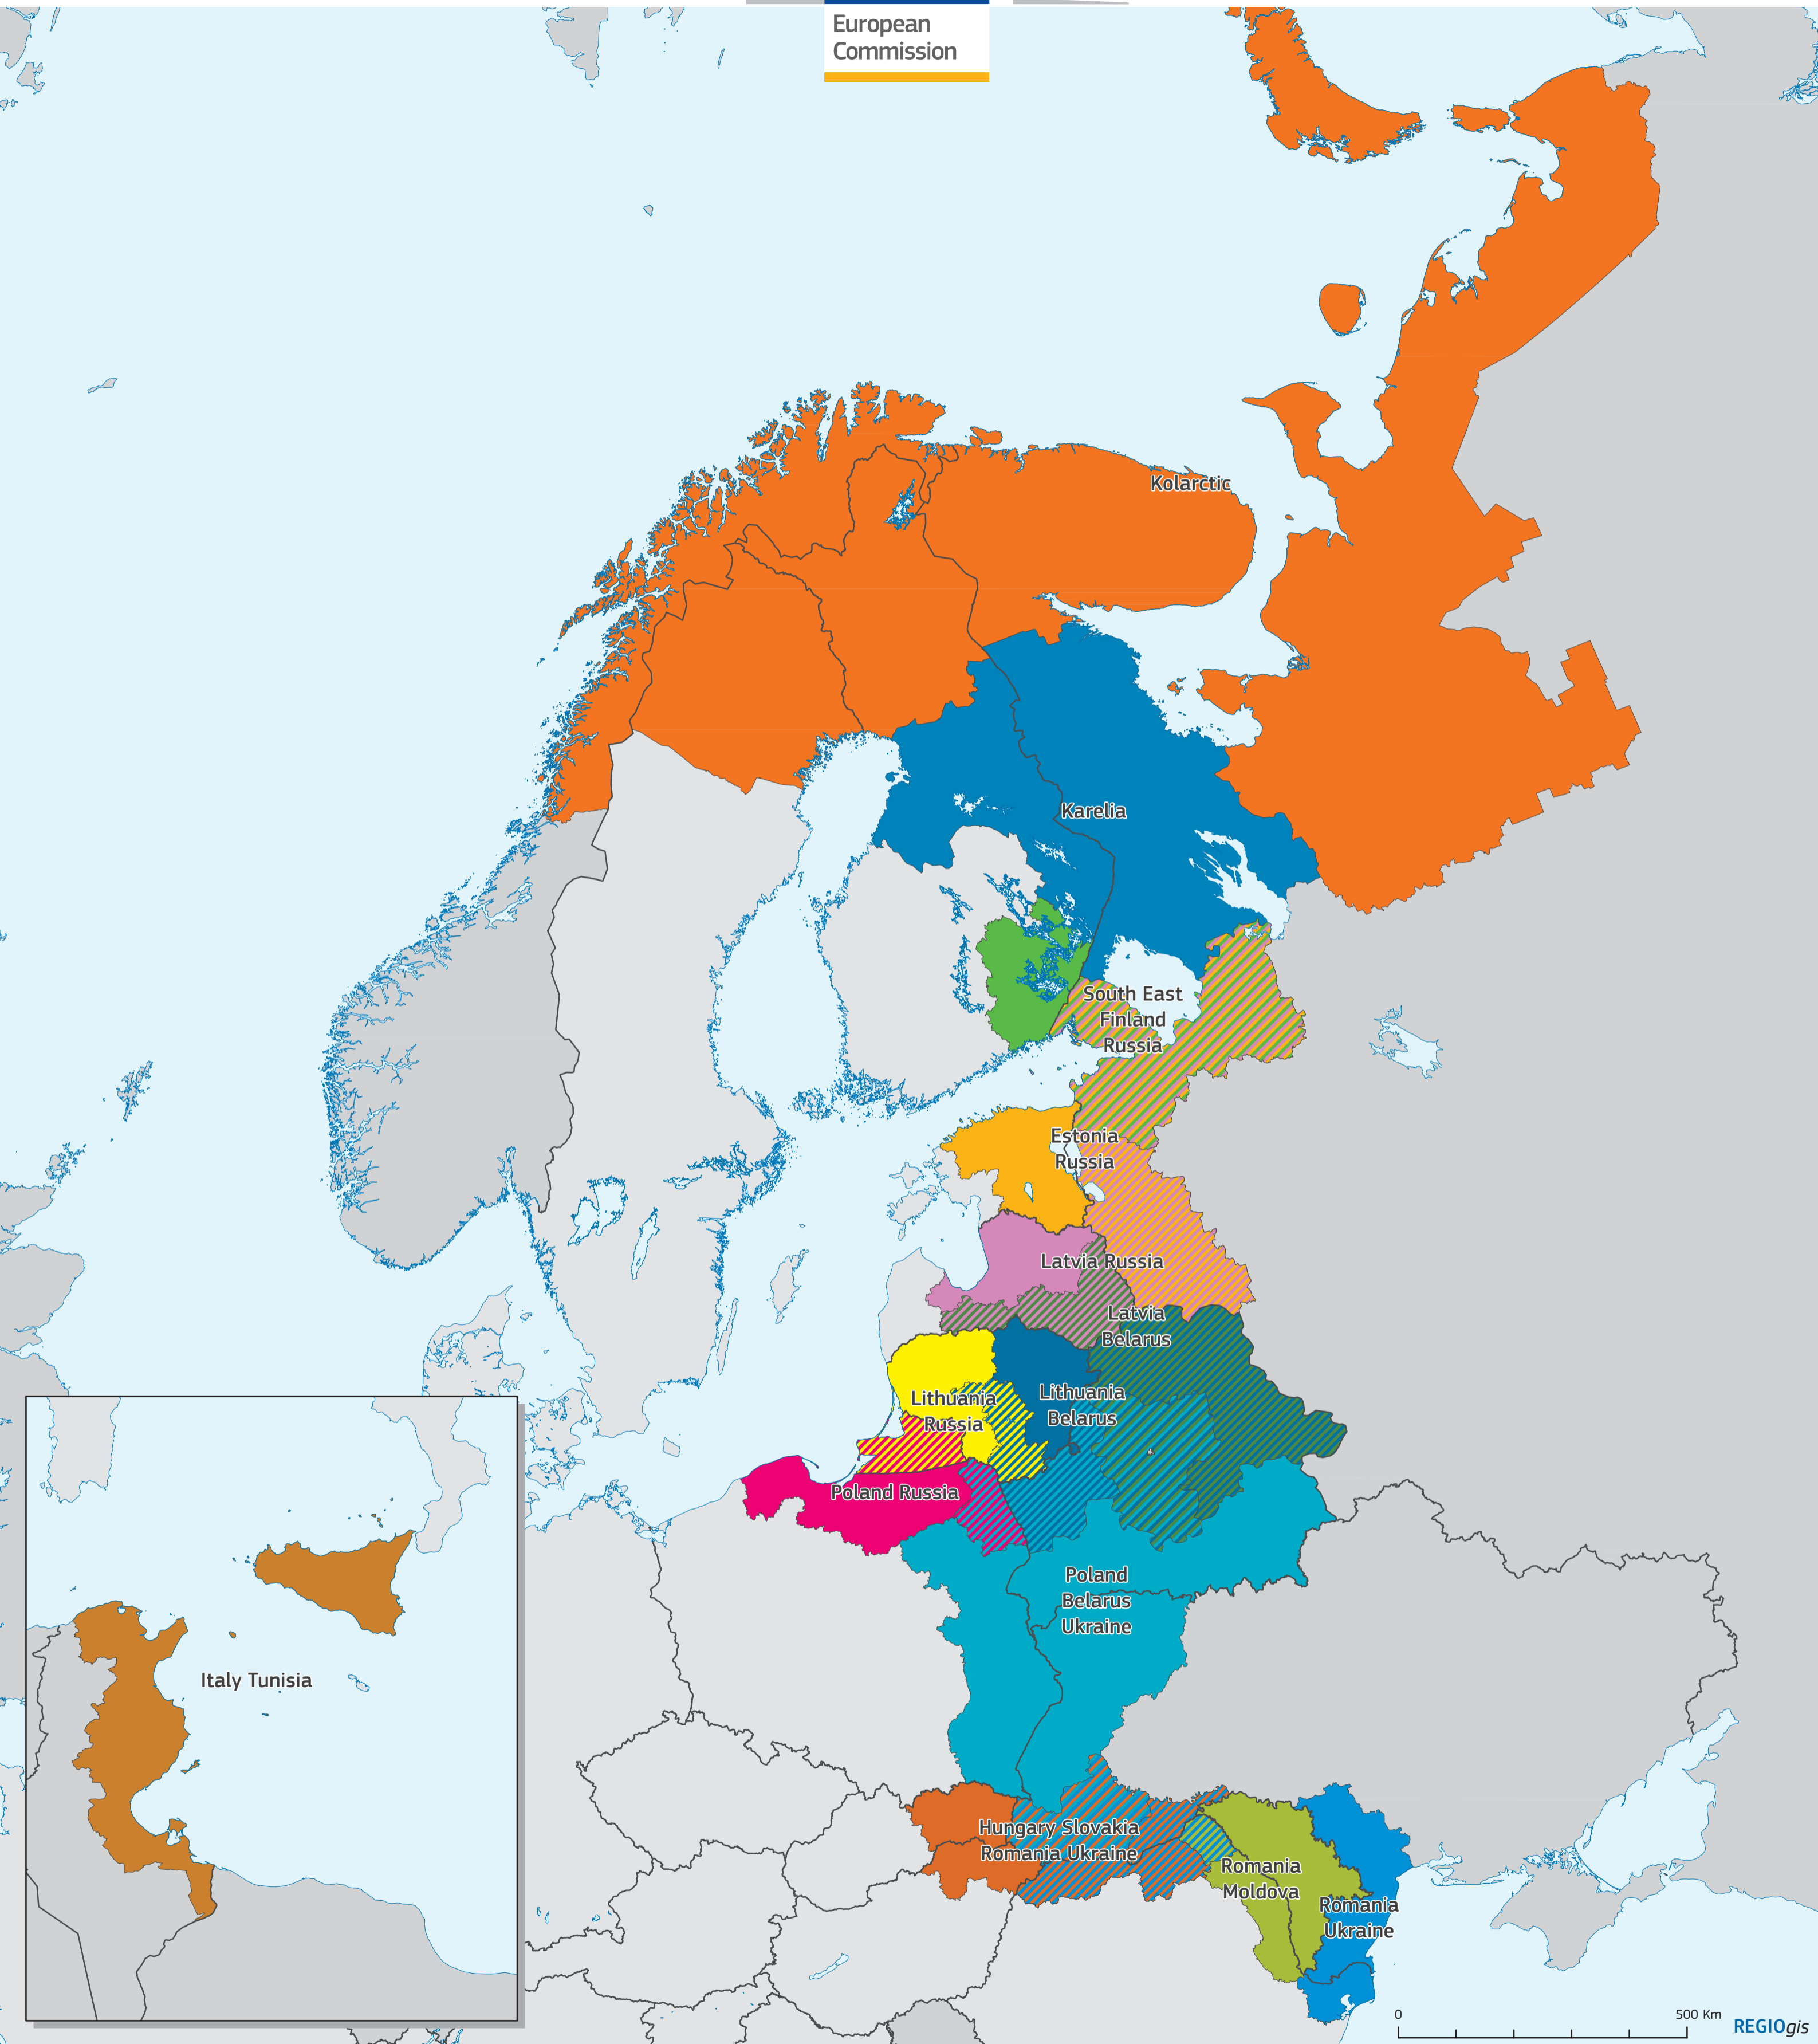 European
Commission
Kolarctic
Karelia
South East
Finland
Russia
Estonia
Russia
Latvia Russia
Latvia
Belarus
Lithuania
Russia
Lithuania
Belarus
Poland Russia
Poland
Belarus
Ukraine
Italy Tunisia
Hungary Slovakia
Romania Ukraine
Romania
Moldova
Romania
Ukraine
0 500 Km
REGIOgis